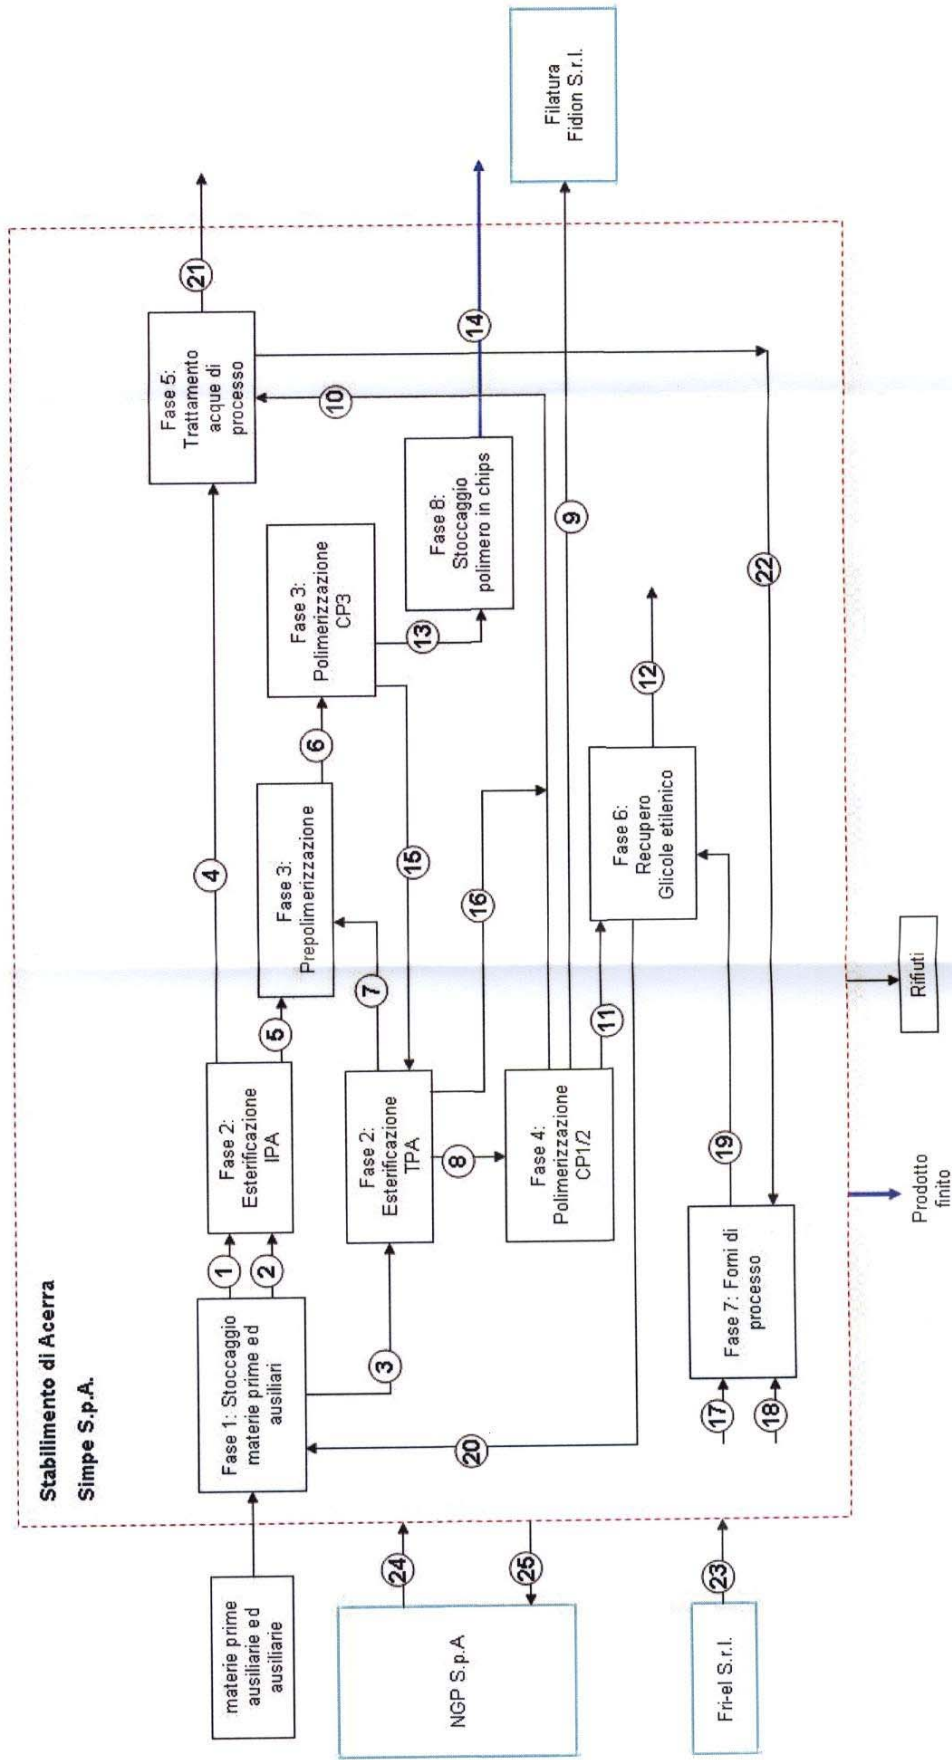 Stabilimento di Acerra
Simpe S.p.A.
materie prime
ausiliarie ed
ausiliarie
Fase 1: Stoccaggio
materie prime ed
ausiliari
1
2
3
Fase 2:
Esterificazione
IPA
4
5
Fase 3:
Prepolimerizzazione
6
Fase 3:
Polimerizzazione
CP3
Fase 5:
Trattamento
acque di
processo
21
10
13
Fase 8:
Stoccaggio
polimero in chips
14
7
15
Fase 2:
Esterificazione
TPA
8
16
Fase 4:
Polimerizzazione
CP1/2
9
Filatura
Fidion S.r.l.
11
Fase 6:
Recupero
Glicole etilenico
12
20
19
22
17
18
Fase 7: Forni di
processo
NGP S.p.A
24
25
Fri-el S.r.l.
23
Prodotto
finito
Rifiuti